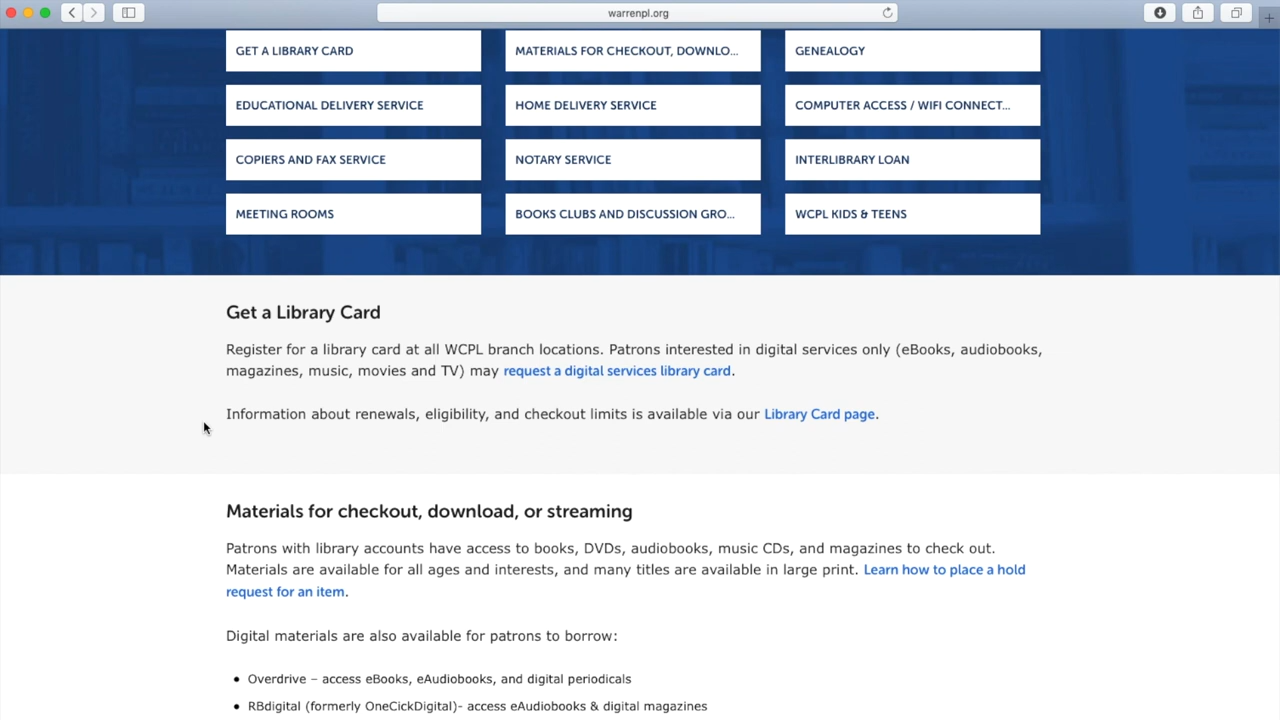 warrenpl.org
GET A LIBRARY CARD
MATERIALS FOR CHECKOUT, DOWNLO...
GENEALOGY
EDUCATIONAL DELIVERY SERVICE
HOME DELIVERY SERVICE
COMPUTER ACCESS / WIFI CONNECT...
COPIERS AND FAX SERVICE
NOTARY SERVICE
INTERLIBRARY LOAN
MEETING ROOMS
BOOKS CLUBS AND DISCUSSION GRO...
WCPL KIDS & TEENS
Get a Library Card
Register for a library card at all WCPL branch locations. Patrons interested in digital services only (eBooks, audiobooks,
magazines, music, movies and TV) may request a digital services library card.
Information about renewals, eligibility, and checkout limits is available via our Library Card page.
Materials for checkout, download, or streaming
Patrons with library accounts have access to books, DVDs, audiobooks, music CDs, and magazines to check out.
Materials are available for all ages and interests, and many titles are available in large print. Learn how to place a hold
request for an item.
Digital materials are also available for patrons to borrow:
• Overdrive – access eBooks, eAudiobooks, and digital periodicals
• RBdigital (formerly OneCickDigital)- access eAudiobooks & digital magazines